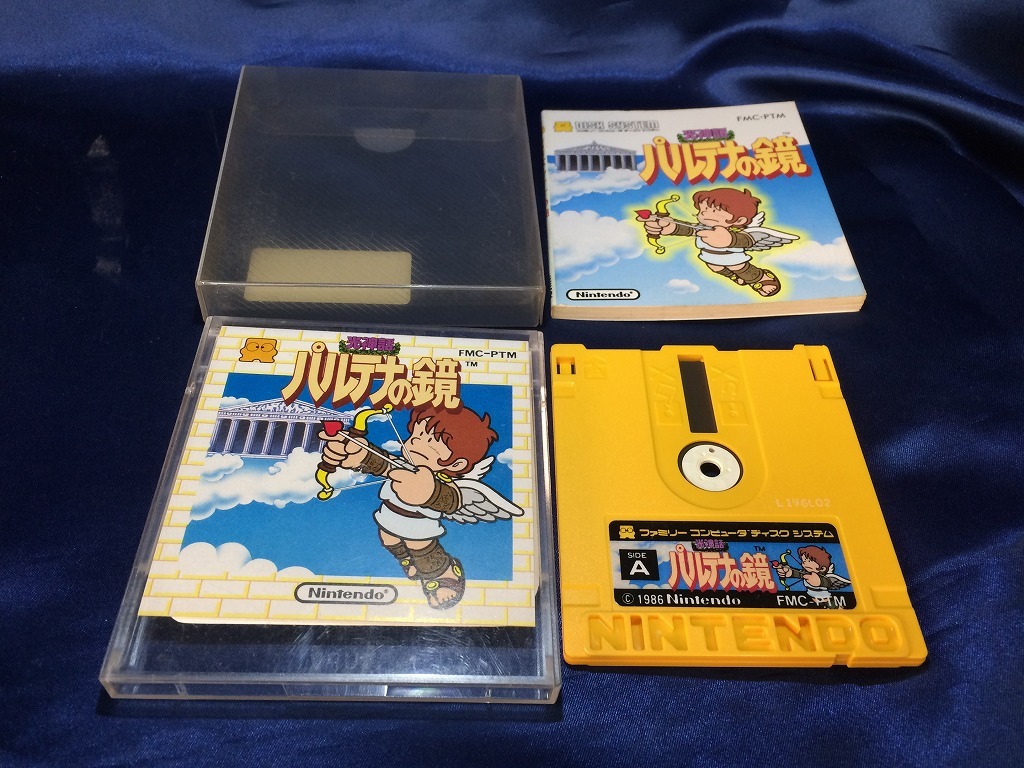 DISK SYSTEM
FMC-PTM
光神話
パルテナの鏡
TM
Nintendo®
光神話
FMC-PTM
パルテナの鏡
TM
Nintendo®
L196L02
ファミリー コンピュータ ディスク システム
SIDE
A
光神話
パルテナの鏡
TM
© 1986 Nintendo
FMC-PTM
NINTENDO